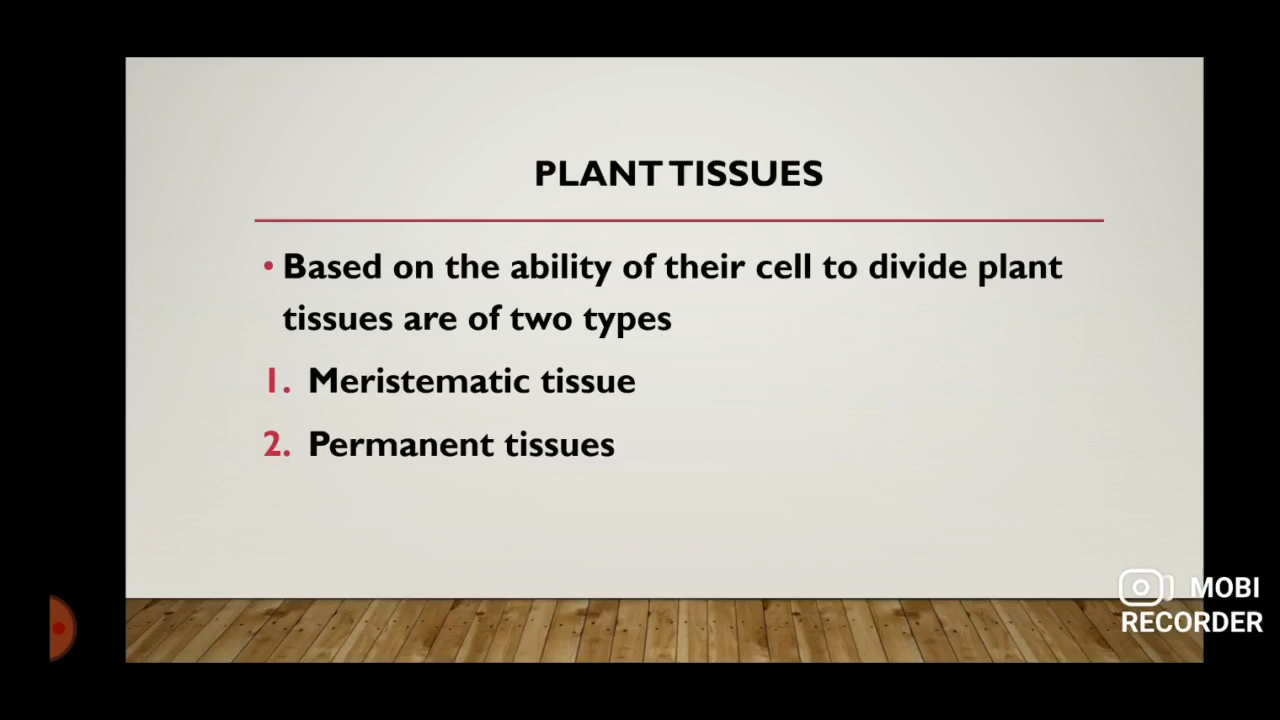 PLANT TISSUES
• Based on the ability of their cell to divide plant
tissues are of two types
1. Meristematic tissue
2. Permanent tissues
MOBI
RECORDER